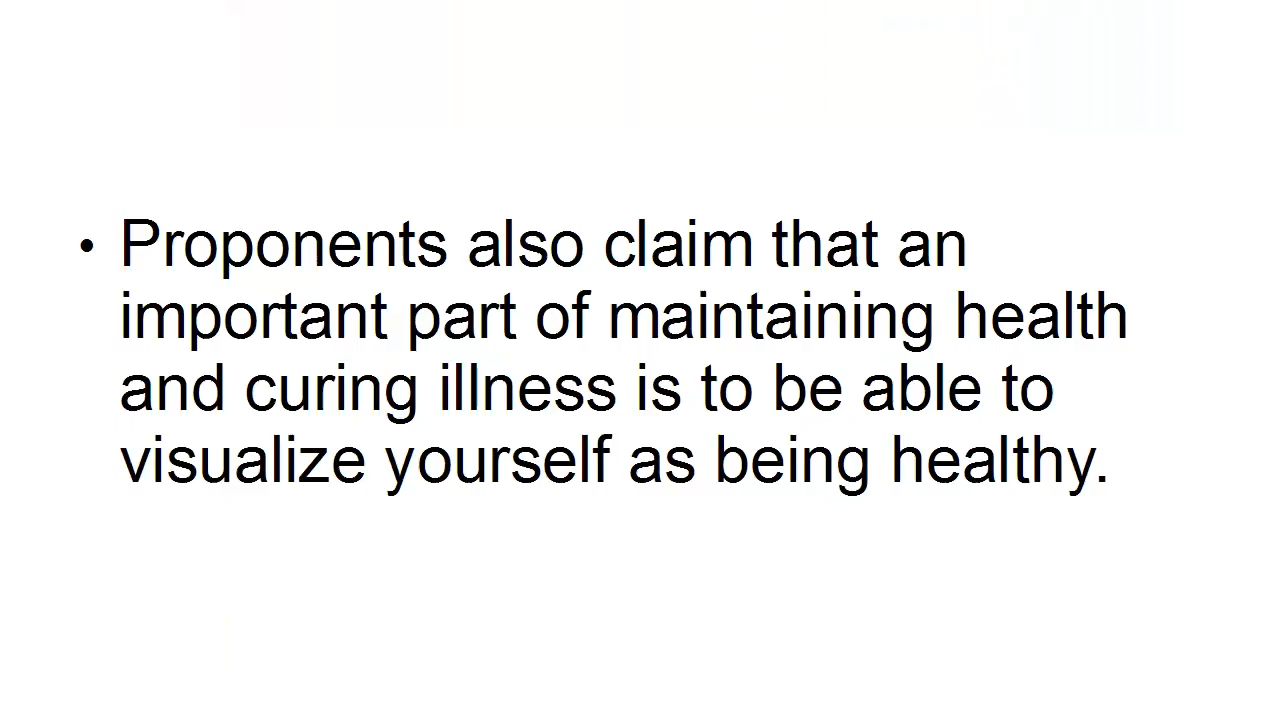 • Proponents also claim that an
important part of maintaining health
and curing illness is to be able to
visualize yourself as being healthy.